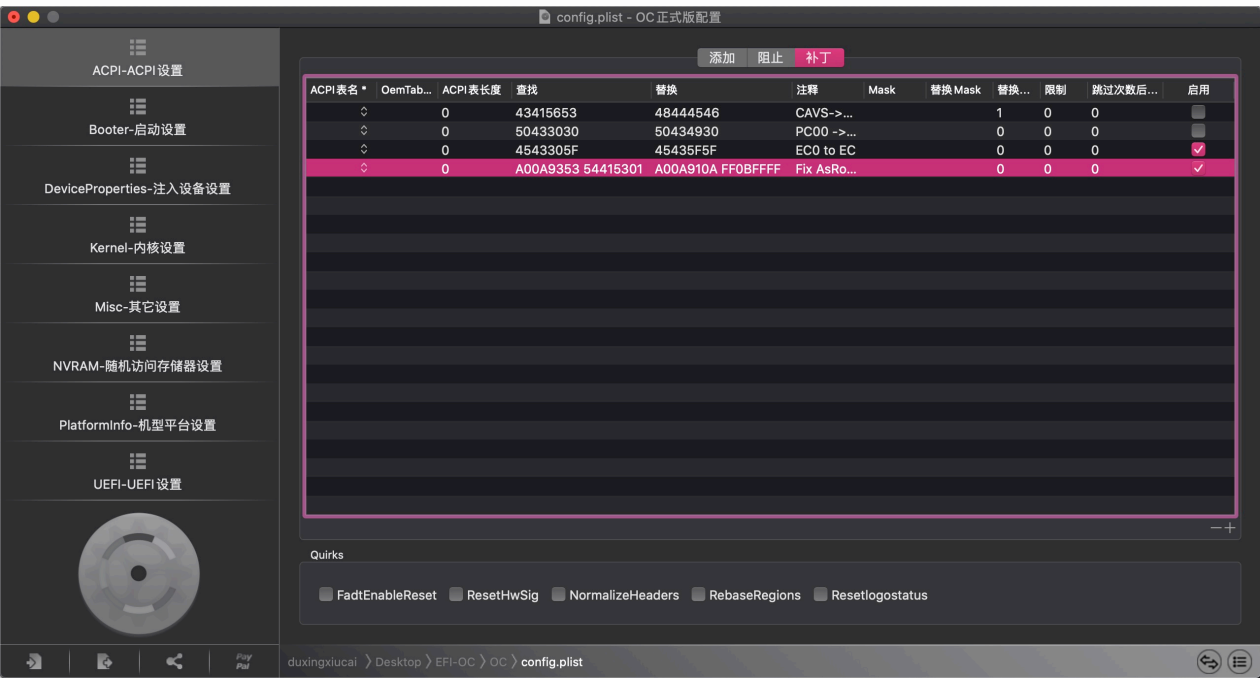 config.plist - OC正式版配置
ACPI-ACPI设置
Booter-启动设置
DeviceProperties-注入设备设置
Kernel-内核设置
Misc-其它设置
NVRAM-随机访问存储器设置
PlatformInfo-机型平台设置
UEFI-UEFI设置
Pay
Pal
添加 阻止 补丁
ACPI表名* OemTab... ACPI表长度 查找 替换 注释 Mask 替换Mask 替换... 限制 跳过次数后... 启用
0 43415653 48444546 CAVS->... 1 0 0
0 50433030 50434930 PC00 ->... 0 0 0
0 4543305F 45435F5F EC0 to EC 0 0 0
0 A00A9353 54415301 A00A910A FF0BFFFF Fix AsRo... 0 0 0
Quirks
FadtEnableReset ResetHwSig NormalizeHeaders RebaseRegions Resetlogostatus
duxingxiucai 〉Desktop 〉EFI-OC 〉OC 〉config.plist